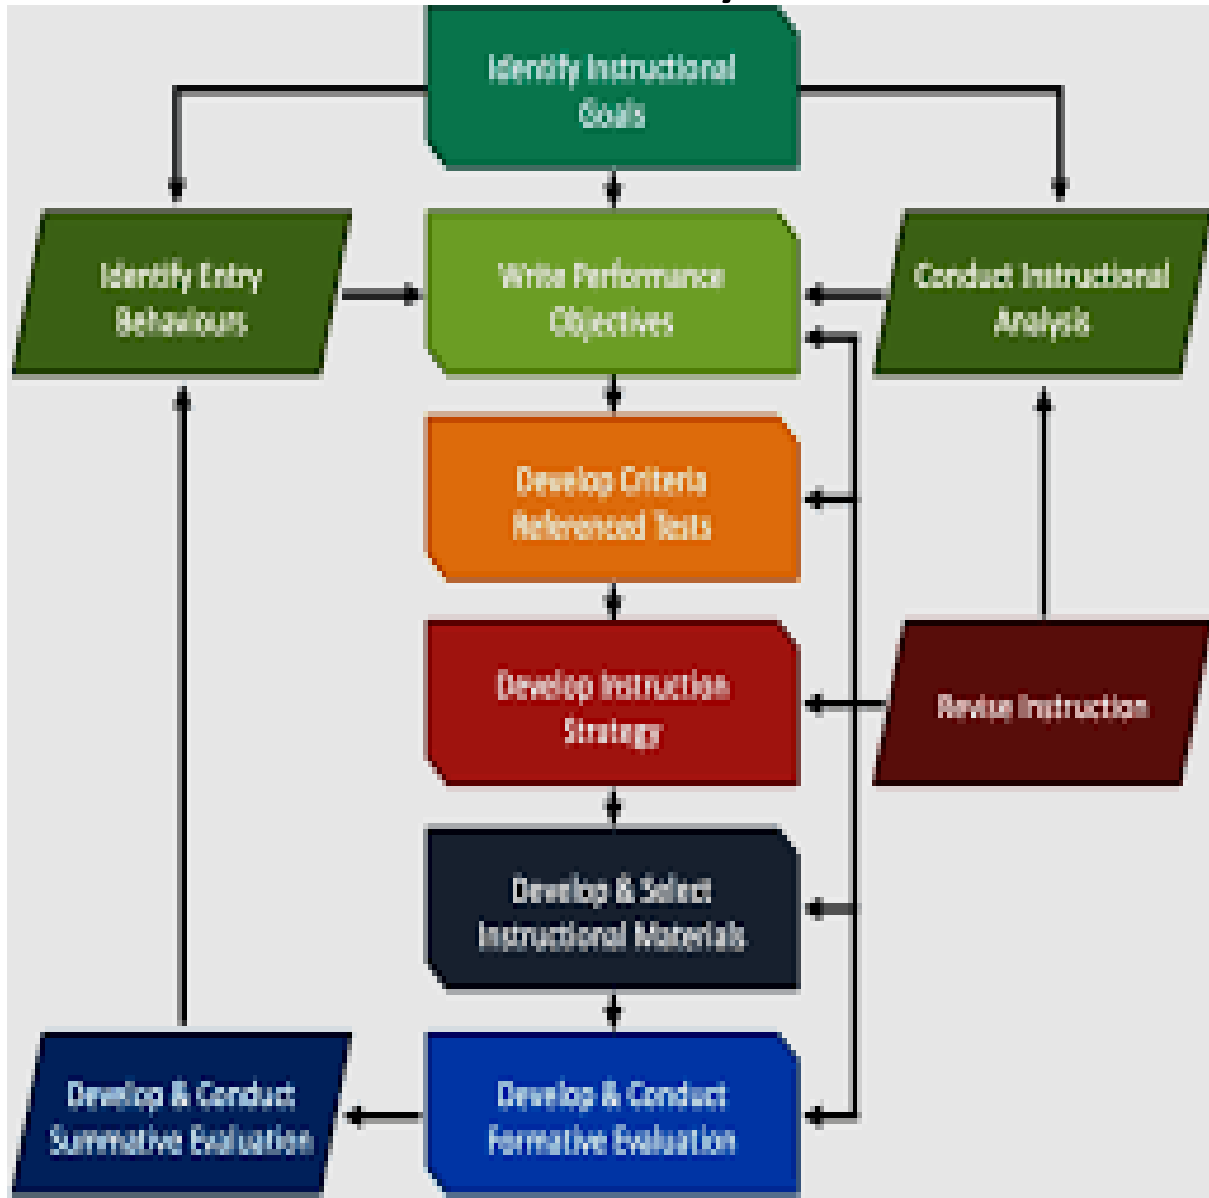 Identify Instructional
Goals
Identify Entry
Behaviours
Write Performance
Objectives
Conduct Instructional
Analysis
Develop Criteria
Referenced Tests
Develop Instruction
Strategy
Revise Instruction
Develop & Select
Instructional Materials
Develop & Conduct
Summative Evaluation
Develop & Conduct
Formative Evaluation